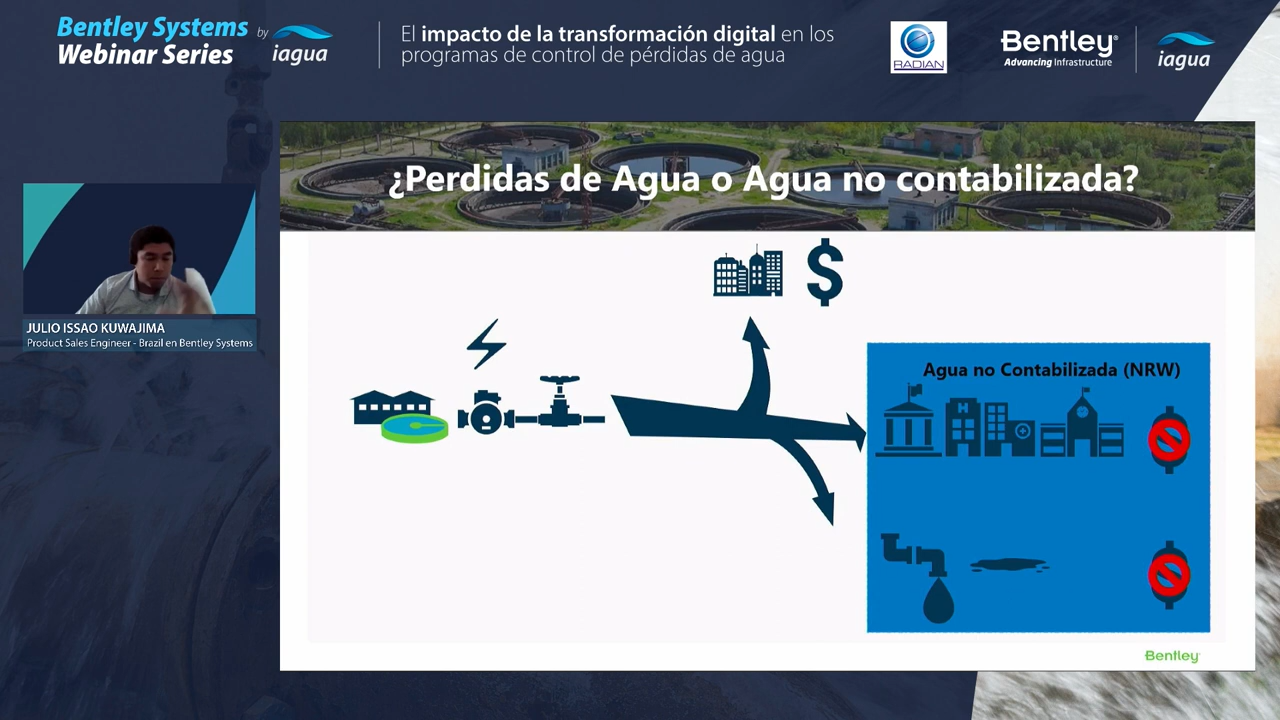 Bentley Systems by iagua
Webinar Series
El impacto de la transformación digital en los
programas de control de pérdidas de agua
RADIAN
Bentley®
Advancing Infrastructure
iagua
¿Perdidas de Agua o Agua no contabilizada?
JULIO ISSAO KUWAJIMA
Product Sales Engineer - Brazil en Bentley Systems
$
Agua no Contabilizada (NRW)
H
Bentley